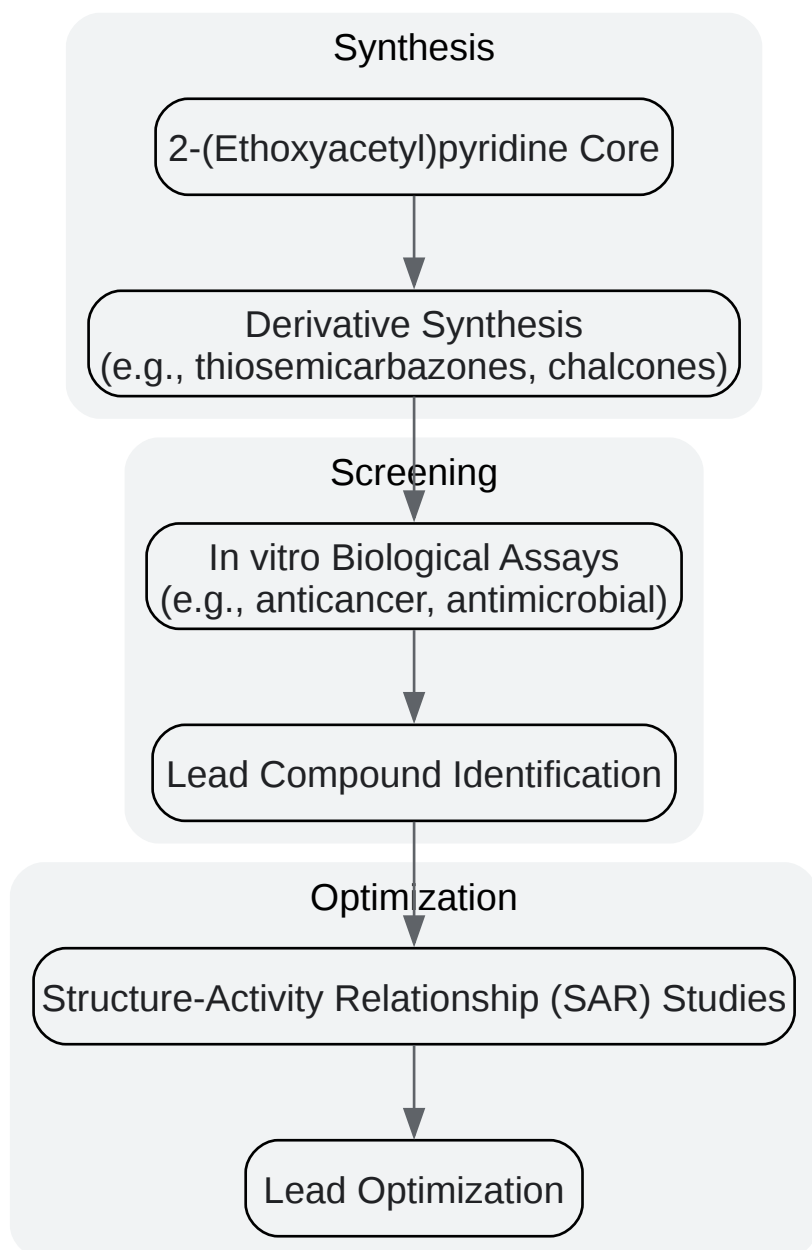 Synthesis
2-(Ethoxyacetyl)pyridine Core
Derivative Synthesis
(e.g., thiosemicarbazones, chalcones)
Screening
In vitro Biological Assays
(e.g., anticancer, antimicrobial)
Lead Compound Identification
Optimization
Structure-Activity Relationship (SAR) Studies
Lead Optimization